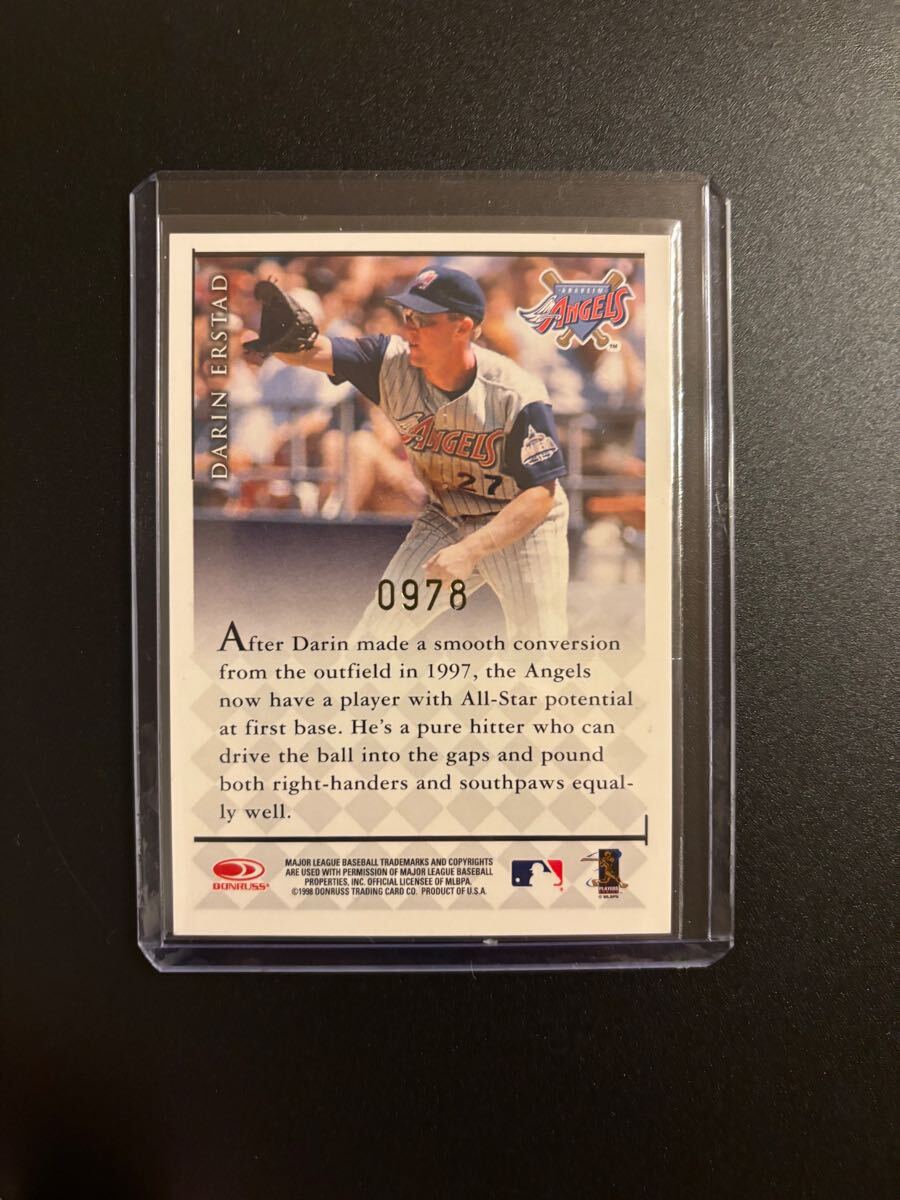 DARIN ERSTAD
ANAHEIM
ANGELS
TM
ANGELS
27
0978
After Darin made a smooth conversion
from the outfield in 1997, the Angels
now have a player with All-Star potential
at first base. He's a pure hitter who can
drive the ball into the gaps and pound
both right-handers and southpaws equal-
ly well.
DONRUSS®
MAJOR LEAGUE BASEBALL TRADEMARKS AND COPYRIGHTS
ARE USED WITH PERMISSION OF MAJOR LEAGUE BASEBALL
PROPERTIES, INC. OFFICIAL LICENSEE OF MLBPA.
©1998 DONRUSS TRADING CARD CO. PRODUCT OF U.S.A.
PLAYERS
© MLBPA